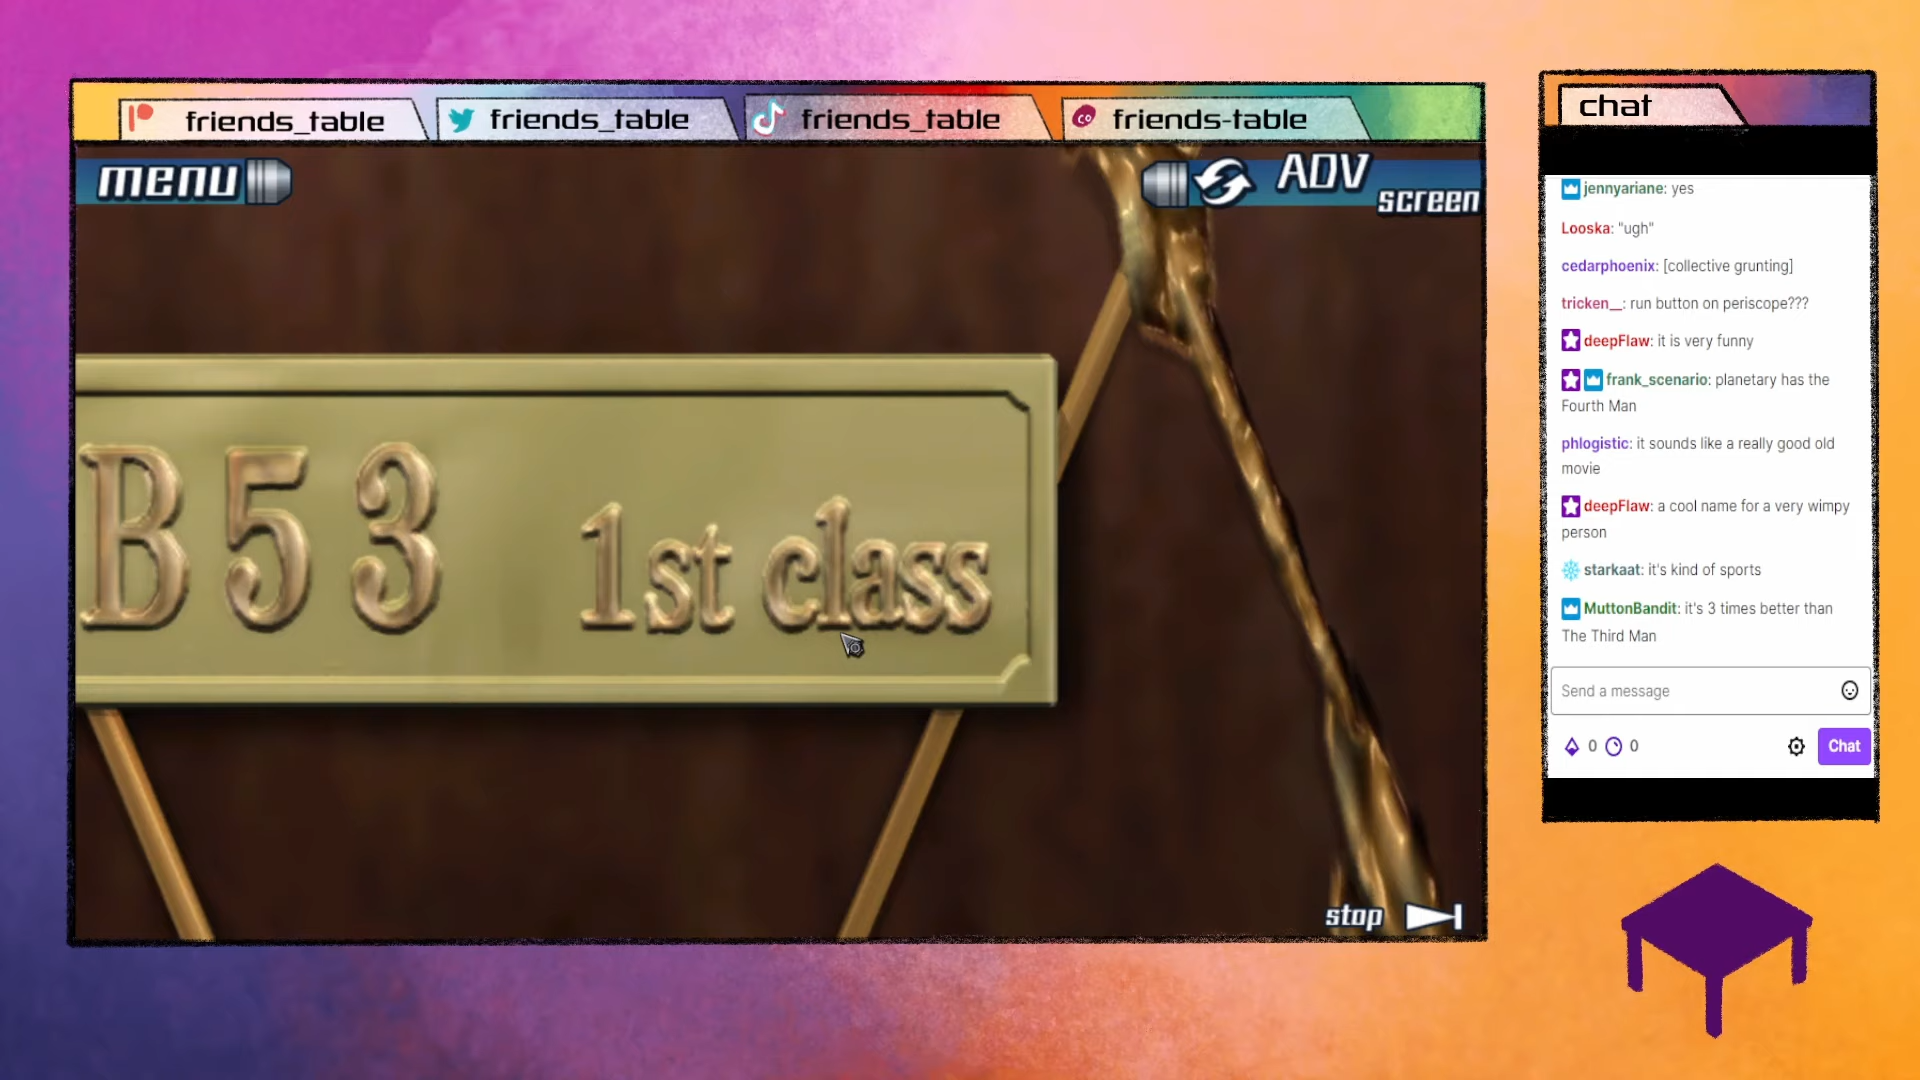 friends_table
friends_table
friends_table
friends-table
chat
menu
ADV
screen
B53 1st class
stop
jennyariane: yes
Looska: "ugh"
cedarphoenix: [collective grunting]
tricken__: run button on periscope???
deepFlaw: it is very funny
frank_scenario: planetary has the
Fourth Man
phlogistic: it sounds like a really good old
movie
deepFlaw: a cool name for a very wimpy
person
starkaat: it's kind of sports
MuttonBandit: it's 3 times better than
The Third Man
Send a message
0 0
Chat